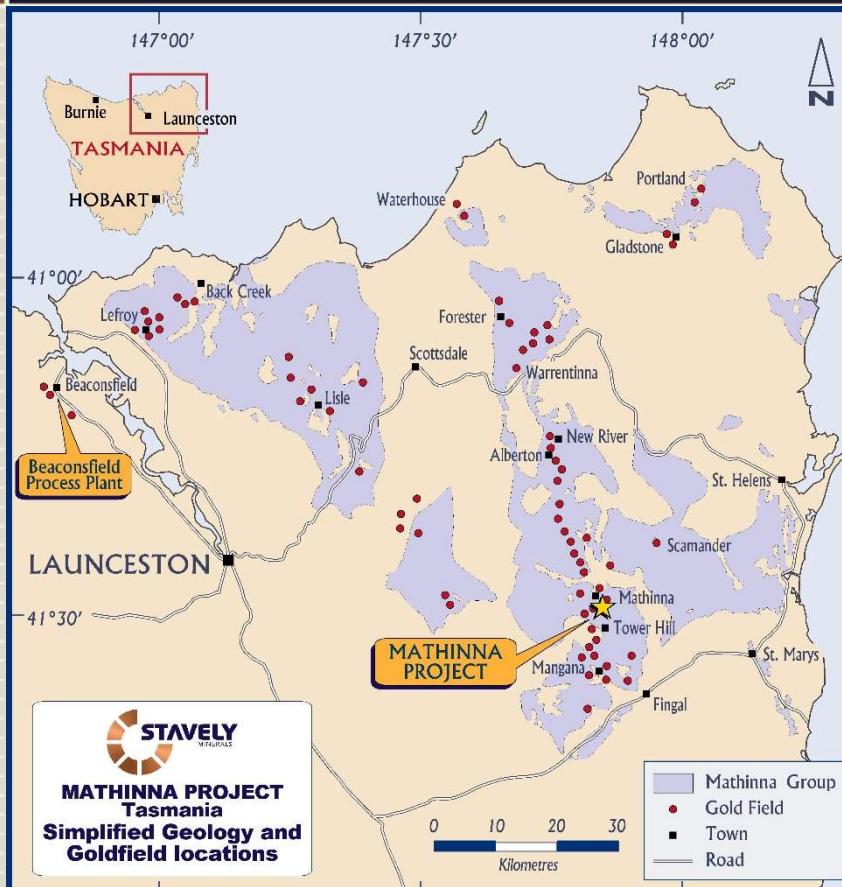 147°00'
147°30'
148°00'
N
Burnie
Launceston
TASMANIA
HOBART
Portland
Waterhouse
Gladstone
41°00'
Back Creek
Lefroy
Forester
Scottsdale
Beaconsfield
Warrentinna
Lisle
New River
Beaconsfield
Process Plant
Alberton
St. Helens
LAUNCESTON
Scamander
Mathinna
41°30'
Tower Hill
MATHINNA
PROJECT
St. Marys
Mangana
Fingal
STAVELY
MINERALS
MATHINNA PROJECT
Tasmania
Simplified Geology and
Goldfield locations
0 10 20 30
Kilometres
Mathinna Group
Gold Field
Town
Road